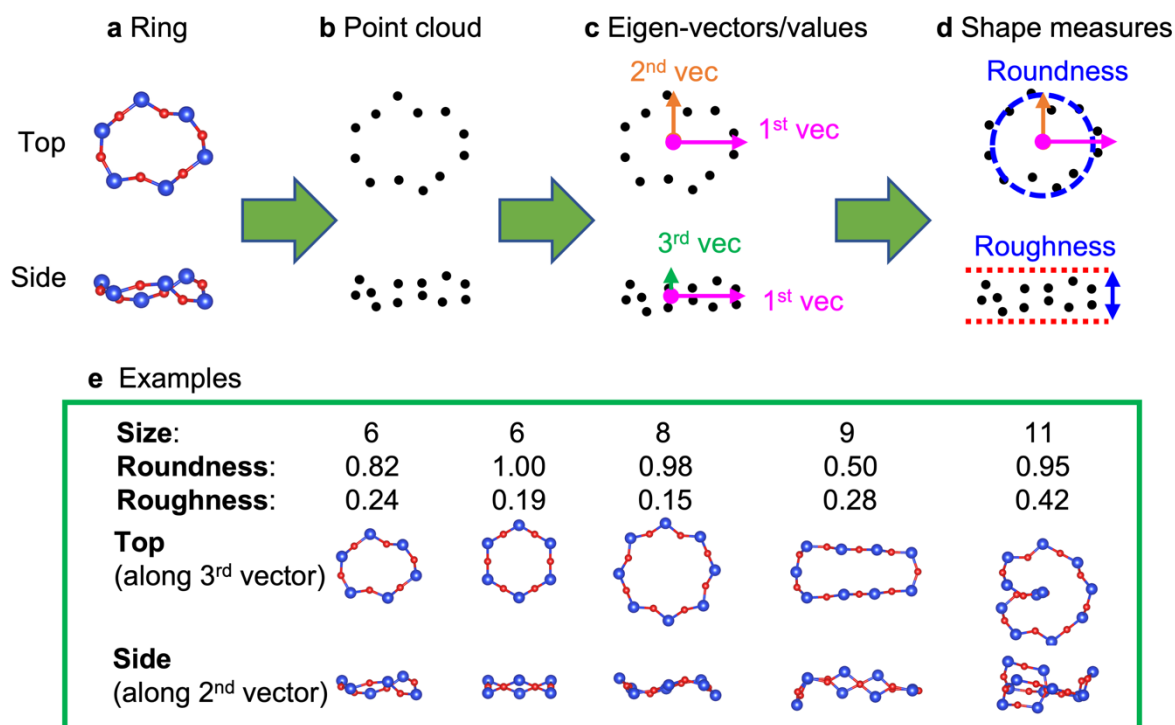 a Ring
b Point cloud
c Eigen-vectors/values
d Shape measures
Top
2nd vec
1st vec
Roundness
Side
3rd vec
1st vec
Roughness
e Examples
Size: 6 6 8 9 11
Roundness: 0.82 1.00 0.98 0.50 0.95
Roughness: 0.24 0.19 0.15 0.28 0.42
Top
(along 3rd vector)
Side
(along 2nd vector)